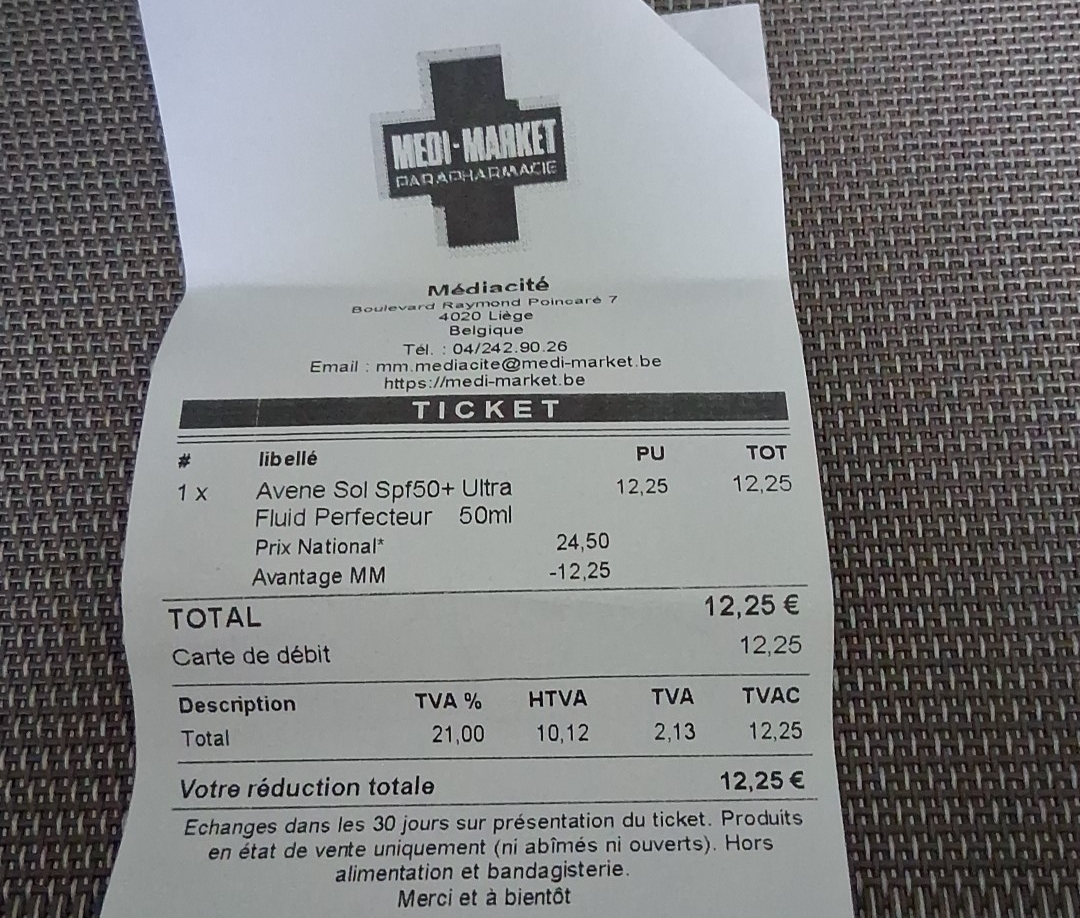 MEDI-MARKET
PARAPHARMACIE
Médiacité
Boulevard Raymond Poincaré 7
4020 Liège
Belgique
Tél. : 04/242.90.26
Email : mm.mediacite@medi-market.be
https://medi-market.be
TICKET
# libellé PU TOT
1 x Avene Sol Spf50+ Ultra 12,25 12,25
Fluid Perfecteur 50ml
Prix National* 24,50
Avantage MM -12,25
TOTAL 12,25 €
Carte de débit 12,25
Description TVA % HTVA TVA TVAC
Total 21,00 10,12 2,13 12,25
Votre réduction totale 12,25 €
Echanges dans les 30 jours sur présentation du ticket. Produits
en état de vente uniquement (ni abîmés ni ouverts). Hors
alimentation et bandagisterie.
Merci et à bientôt